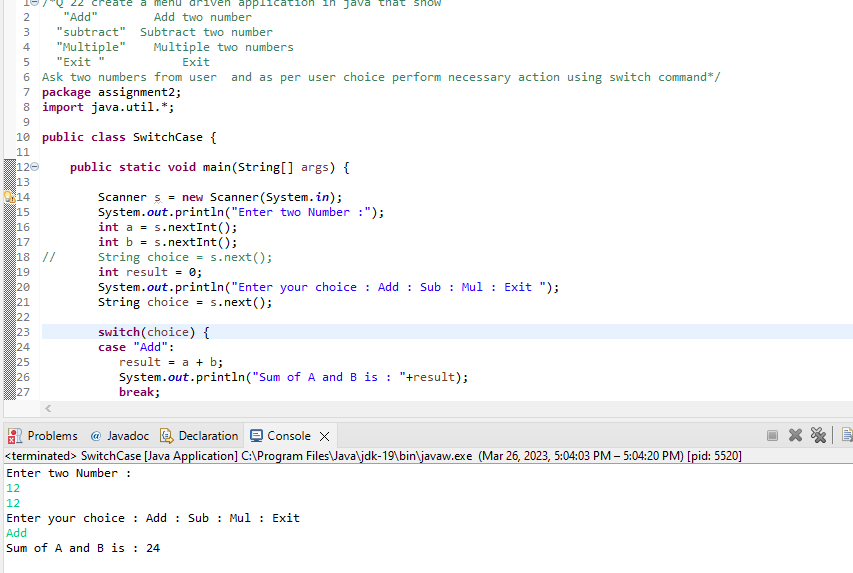 1 /*Q 22 create a menu driven application in java that show
2 "Add" Add two number
3 "subtract" Subtract two number
4 "Multiple" Multiple two numbers
5 "Exit " Exit
6 Ask two numbers from user and as per user choice perform necessary action using switch command*/
7 package assignment2;
8 import java.util.*;
9
10 public class SwitchCase {
11
12 public static void main(String[] args) {
13
14 Scanner s = new Scanner(System.in);
15 System.out.println("Enter two Number :");
16 int a = s.nextInt();
17 int b = s.nextInt();
18 // String choice = s.next();
19 int result = 0;
20 System.out.println("Enter your choice : Add : Sub : Mul : Exit ");
21 String choice = s.next();
22
23 switch(choice) {
24 case "Add":
25 result = a + b;
26 System.out.println("Sum of A and B is : "+result);
27 break;
Problems @ Javadoc Declaration Console
<terminated> SwitchCase [Java Application] C:\Program Files\Java\jdk-19\bin\javaw.exe (Mar 26, 2023, 5:04:03 PM – 5:04:20 PM) [pid: 5520]
Enter two Number :
12
12
Enter your choice : Add : Sub : Mul : Exit
Add
Sum of A and B is : 24